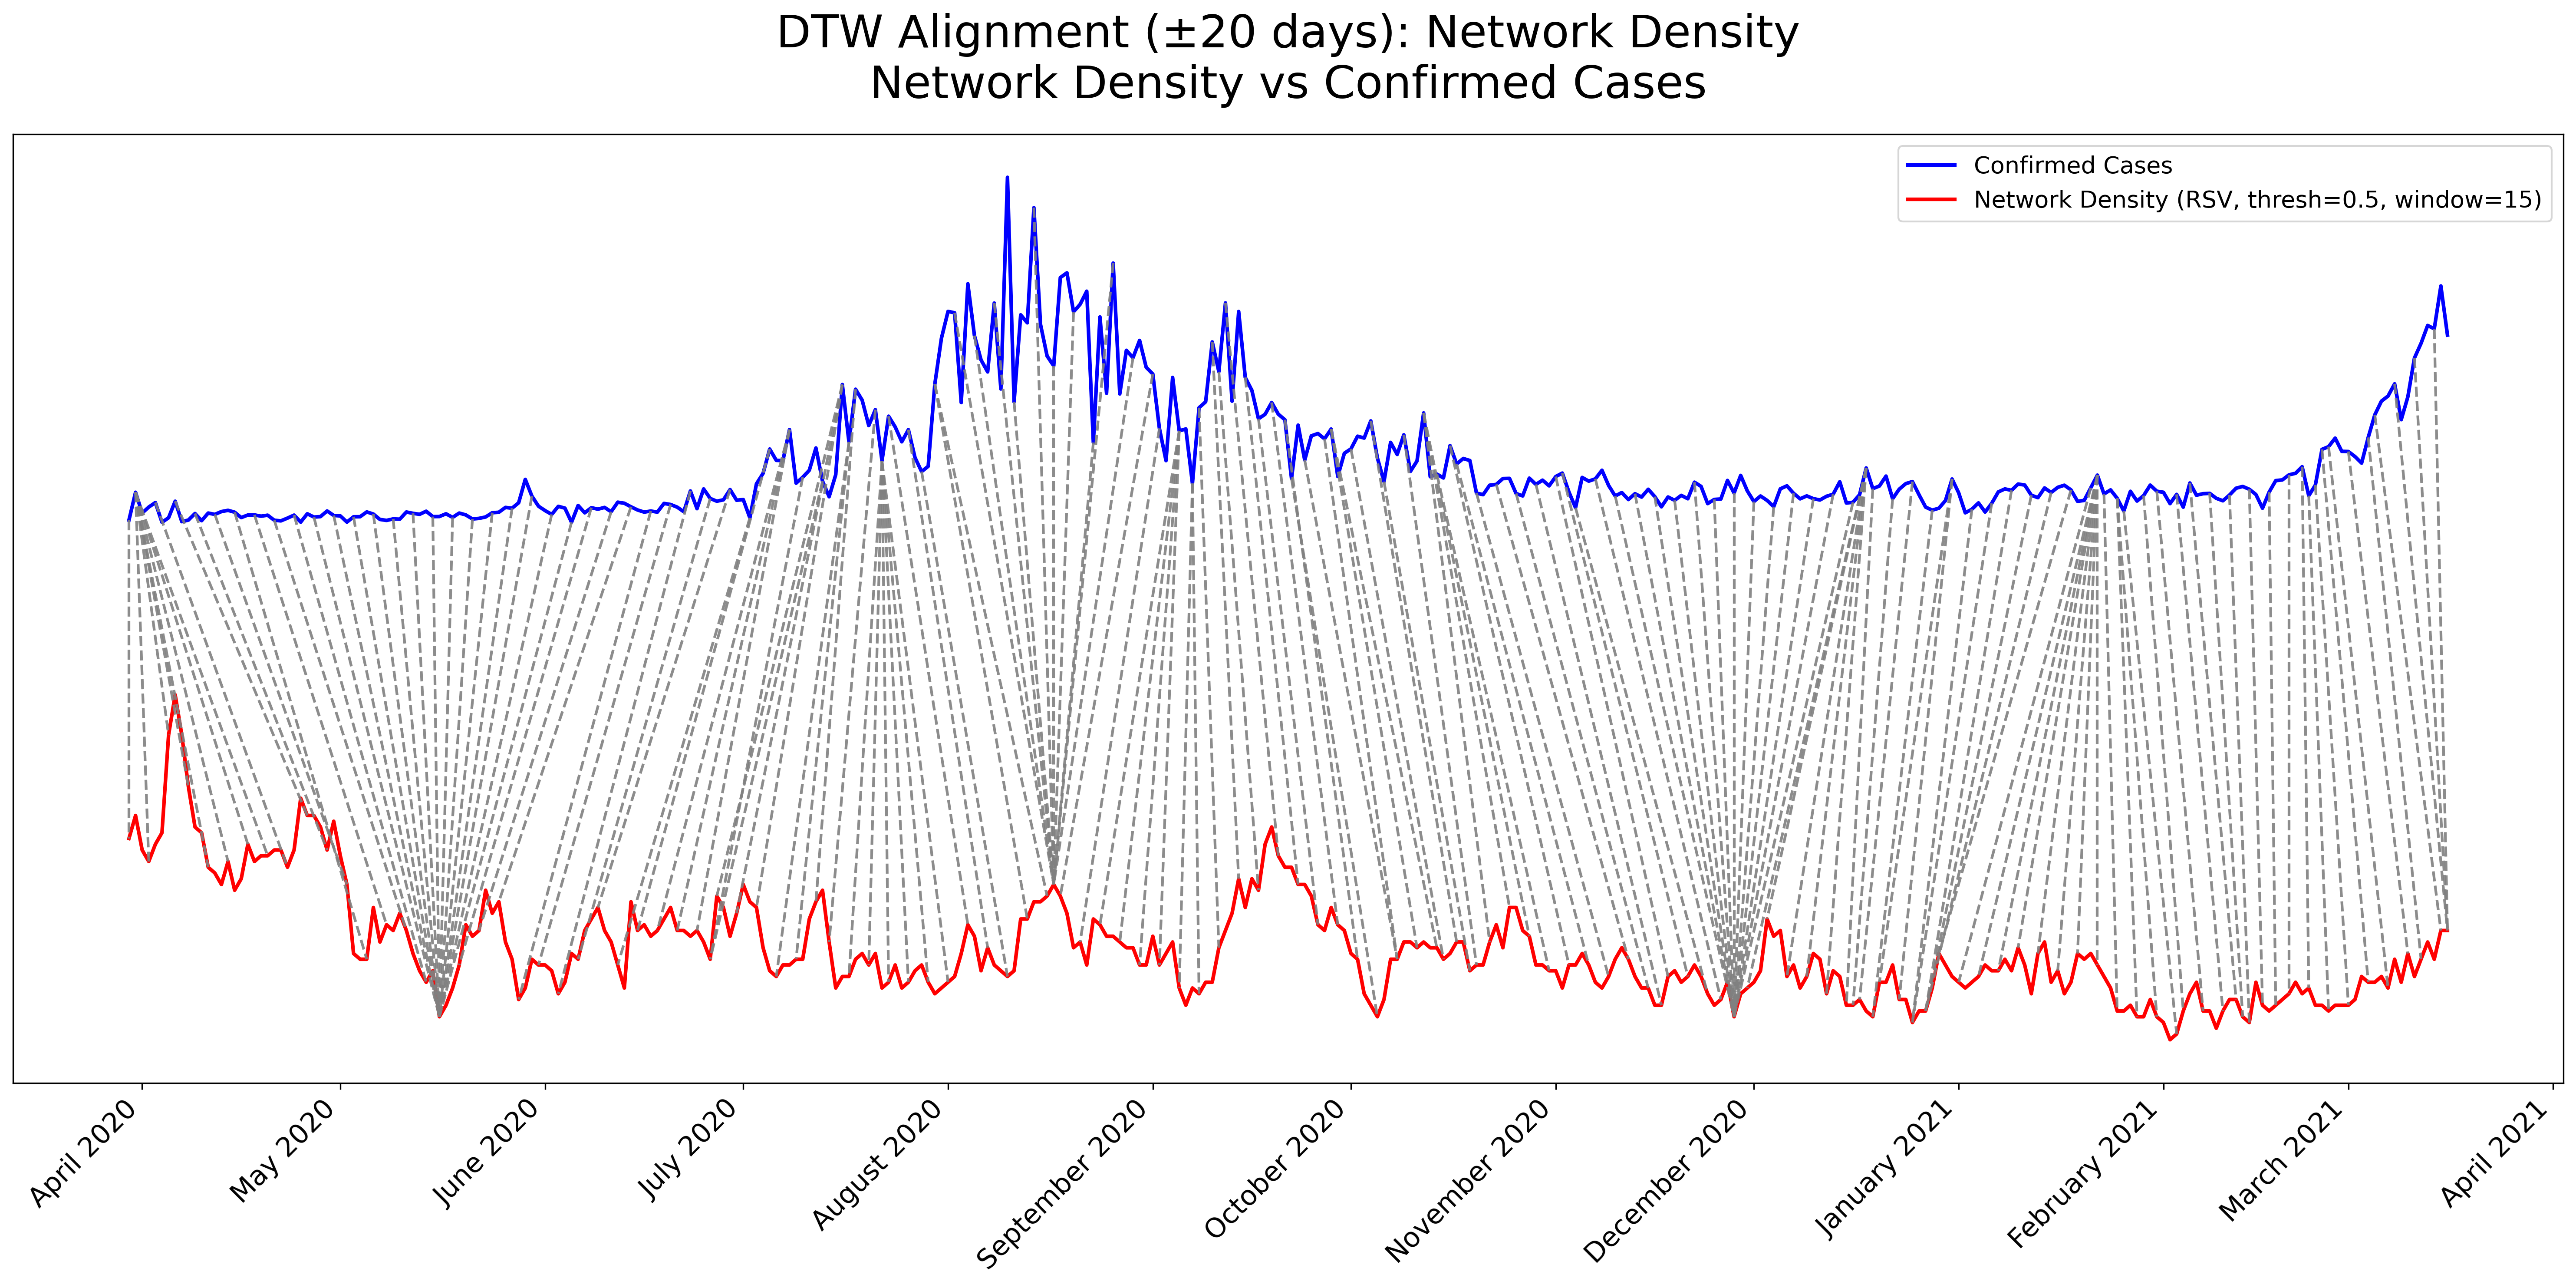 DTW Alignment (±20 days): Network Density
Network Density vs Confirmed Cases
Confirmed Cases
Network Density (RSV, thresh=0.5, window=15)
April 2020
May 2020
June 2020
July 2020
August 2020
September 2020
October 2020
November 2020
December 2020
January 2021
February 2021
March 2021
April 2021